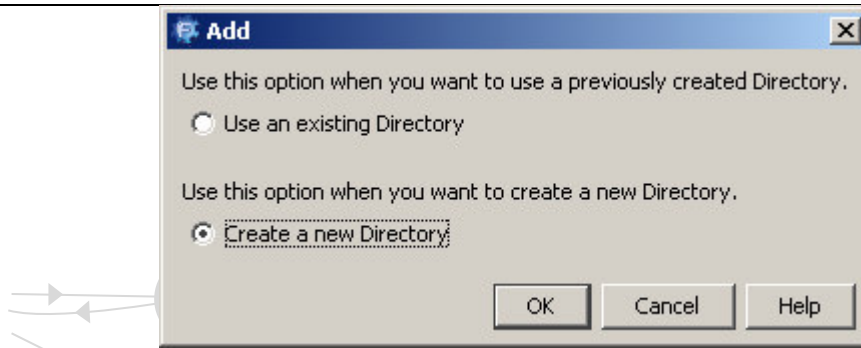 Add
Use this option when you want to use a previously created Directory.
Use an existing Directory
Use this option when you want to create a new Directory.
Create a new Directory
OK Cancel Help